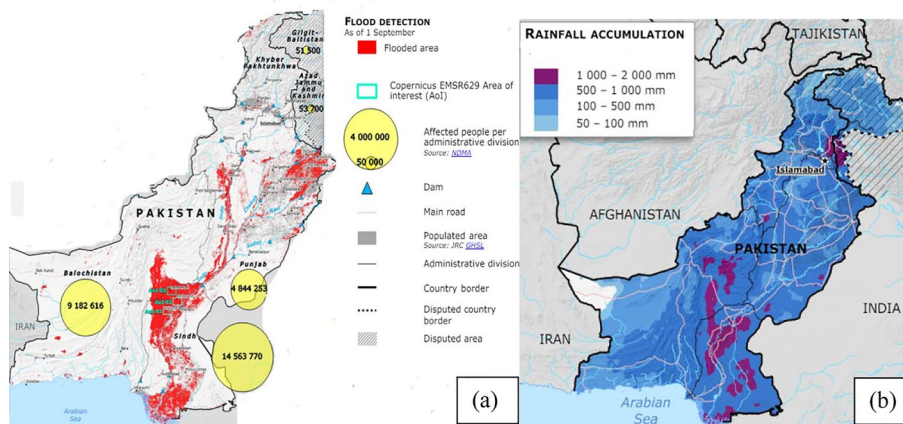 Gilgit-
Baltistan
51 500
Khyber
Pakhtunkhwa
Azad
Jammu
and
Kashmir
53 700
Islamabad
PAKISTAN
Balochistan
9 182 616
Punjab
4 844 253
Sindh
14 563 770
IRAN
Arabian
Sea
FLOOD DETECTION
As of 1 September
Flooded area
Copernicus EMSR629 Area of
interest (AoI)
4 000 000
50 000
Affected people per
administrative division
Source: NDMA
Dam
Main road
Populated area
Source: JRC GHSL
Administrative division
Country border
Disputed country
border
Disputed area
(a)
RAINFALL ACCUMULATION
1 000 – 2 000 mm
500 – 1 000 mm
100 – 500 mm
50 – 100 mm
TAJIKISTAN
Islamabad
AFGHANISTAN
PAKISTAN
INDIA
IRAN
Arabian
Sea
(b)